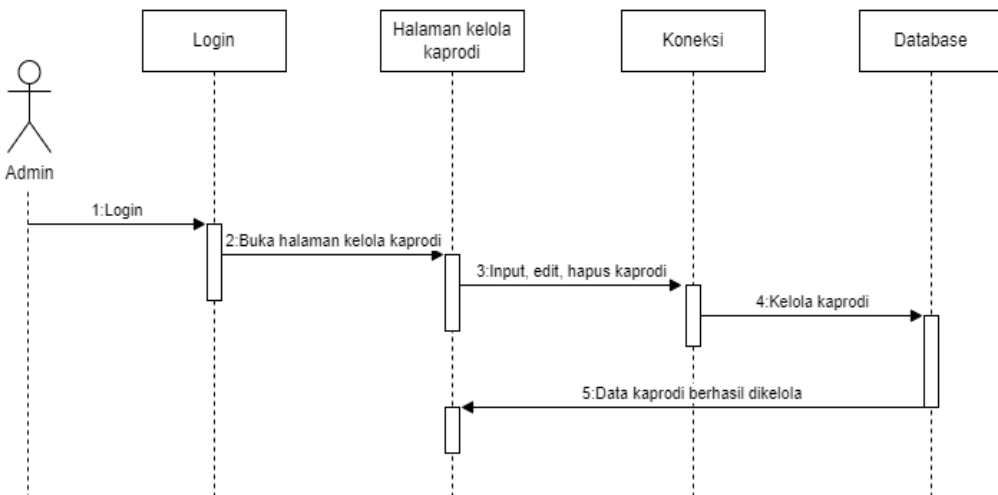 Login
Halaman kelola
kaprodi
Koneksi
Database
Admin
1:Login
2:Buka halaman kelola kaprodi
3:Input, edit, hapus kaprodi
4:Kelola kaprodi
5:Data kaprodi berhasil dikelola